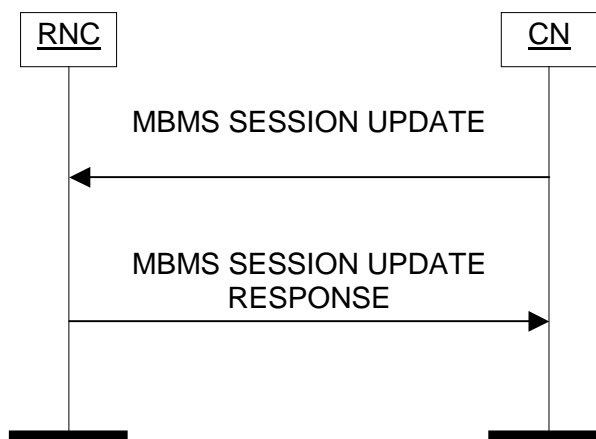 RNC
CN
MBMS SESSION UPDATE
MBMS SESSION UPDATE
RESPONSE